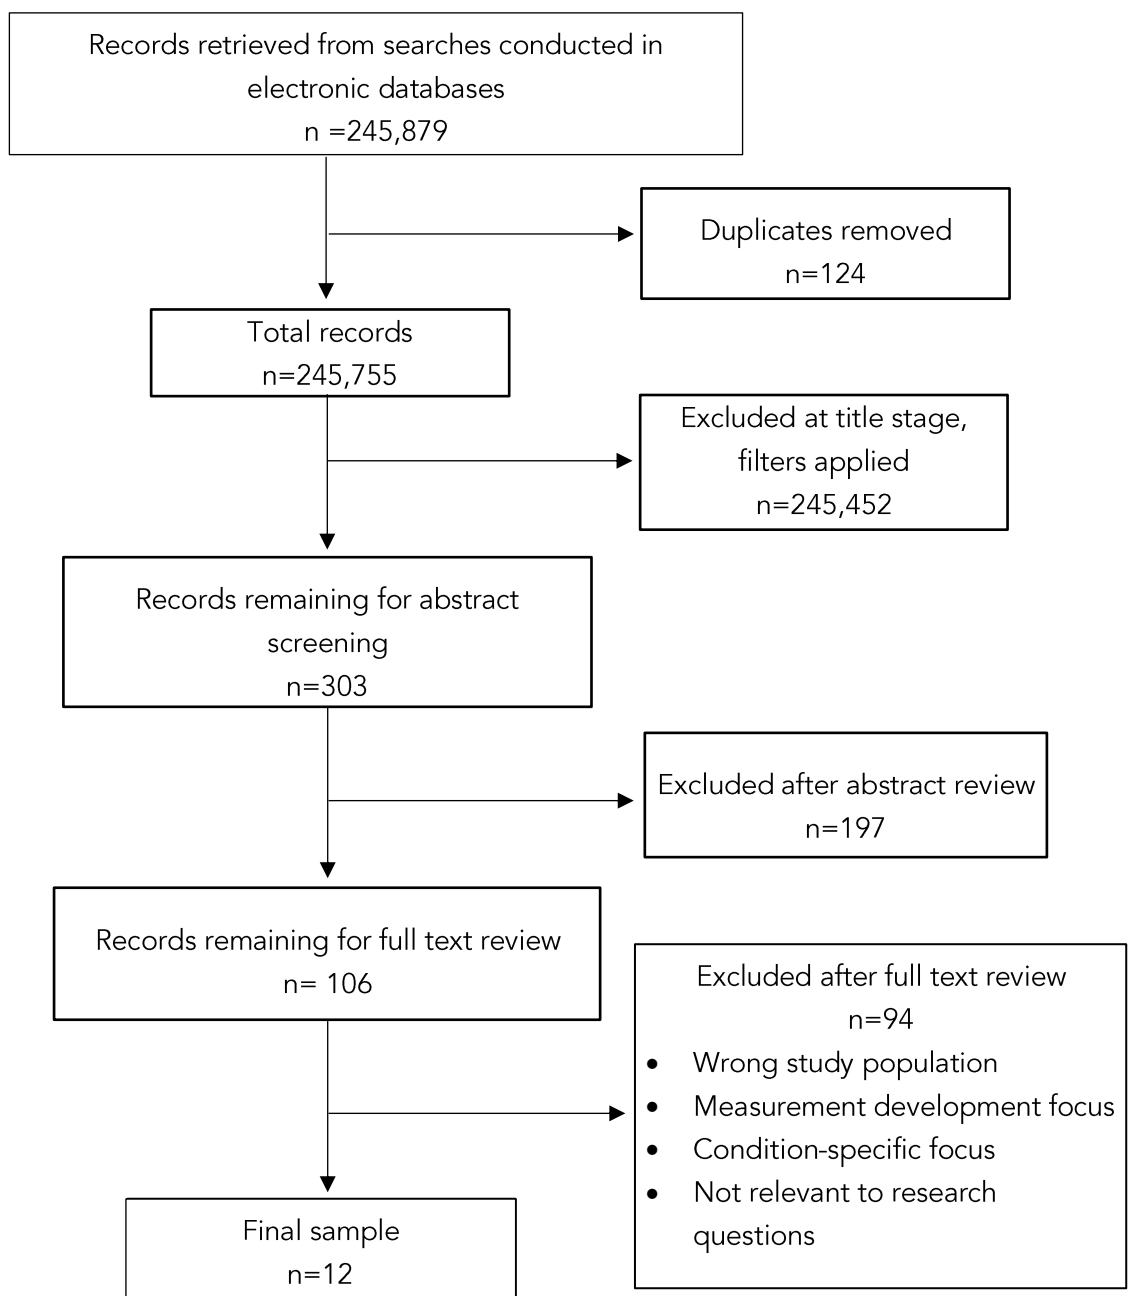 Records retrieved from searches conducted in
electronic databases
n =245,879
Duplicates removed
n=124
Total records
n=245,755
Excluded at title stage,
filters applied
n=245,452
Records remaining for abstract
screening
n=303
Excluded after abstract review
n=197
Records remaining for full text review
n= 106
Excluded after full text review
n=94
• Wrong study population
• Measurement development focus
• Condition-specific focus
• Not relevant to research
questions
Final sample
n=12